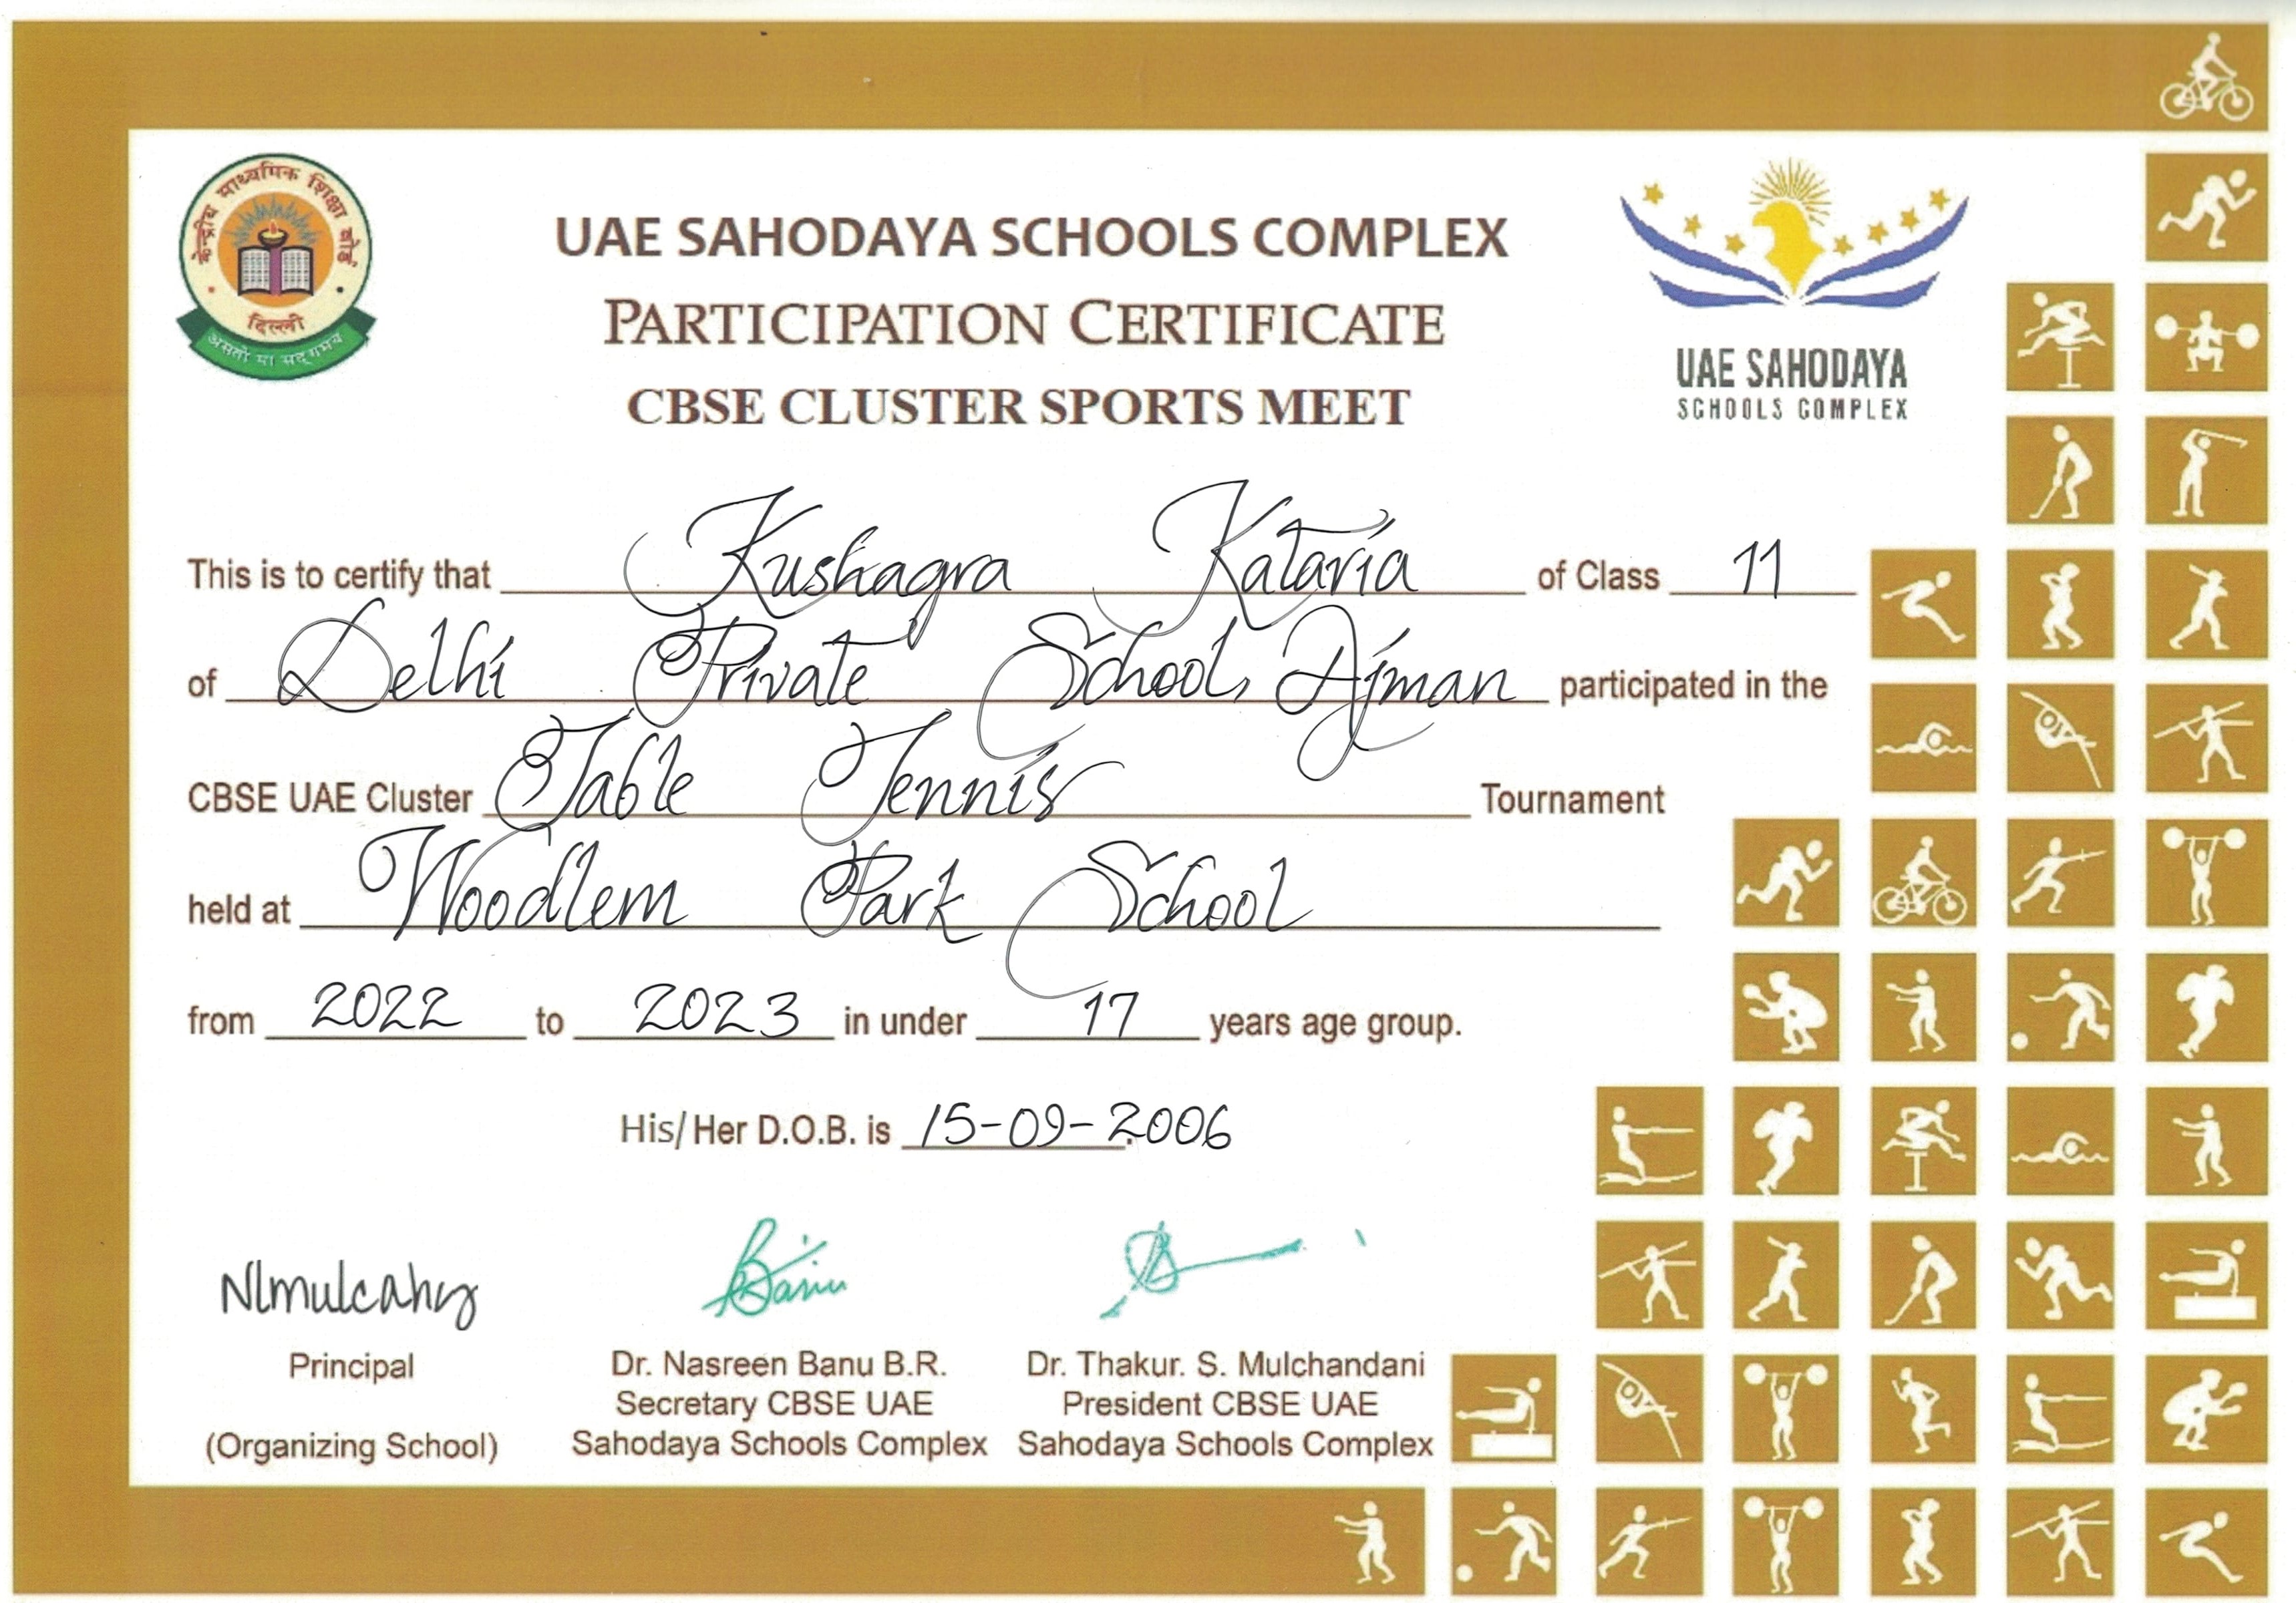 केन्द्रीय माध्यमिक शिक्षा बोर्ड
दिल्ली
असतो मा सद्गमय
UAE SAHODAYA SCHOOLS COMPLEX
PARTICIPATION CERTIFICATE
CBSE CLUSTER SPORTS MEET
UAE SAHODAYA
SCHOOLS COMPLEX
This is to certify that Kushagra Kataria of Class 11
of Delhi Private School, Ajman participated in the
CBSE UAE Cluster Table Tennis Tournament
held at Woodlem Park School
from 2022 to 2023 in under 17 years age group.
His/Her D.O.B. is 15-09-2006
Nlmulcahy
Principal
(Organizing School)
Banu
Dr. Nasreen Banu B.R.
Secretary CBSE UAE
Sahodaya Schools Complex
Dr. Thakur. S. Mulchandani
President CBSE UAE
Sahodaya Schools Complex